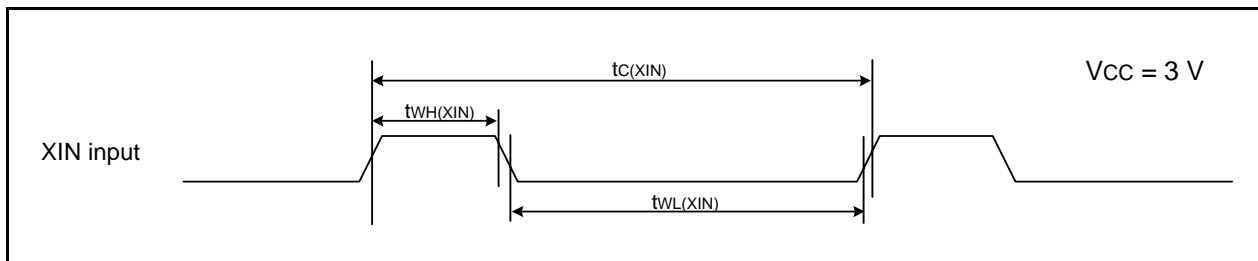 tC(XIN)
VCC = 3 V
tWH(XIN)
XIN input
tWL(XIN)